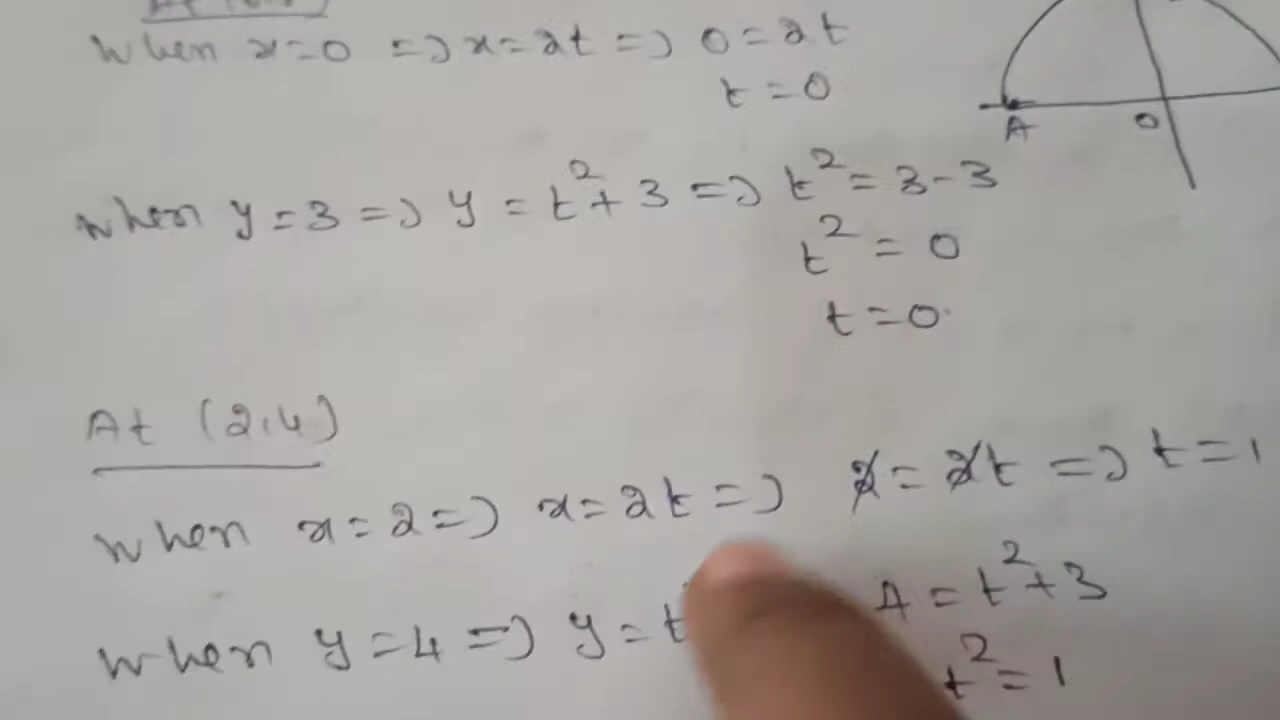 when x=0 => x=2t => 0=2t
t=0
A O
when y=3 => y=t²+3 => t²=3-3
t²=0
t=0
At (2,4)
when x=2 => x=2t => 2=2t => t=1
when y=4 => y=t 4=t²+3
t²=1